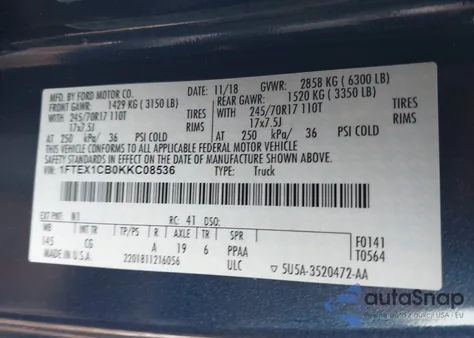 MFD. BY FORD MOTOR CO. 11/18 GVWR: 2858 KG ( 6300 LB)
FRONT GAWR: 1429 KG ( 3150 LB) REAR GAWR: 1520 KG ( 3350 LB)
WITH 245/70R17 110T TIRES WITH 245/70R17 110T TIRES
17x7.5J RIMS 17x7.5J RIMS
AT 250 kPa/ 36 PSI COLD AT 250 kPa/ 36 PSI COLD
THIS VEHICLE CONFORMS TO ALL APPLICABLE FEDERAL MOTOR VEHICLE
SAFETY STANDARDS IN EFFECT ON THE DATE OF MANUFACTURE SHOWN ABOVE.
VIN: 1FTEX1CB0KKC08536 TYPE: Truck
EXT PNT: N1 RC: 41 DSO:
WB INT TR TP/PS R AXLE TR SPR
145 CG A 19 6 PPAA F0141
MADE IN U.S.A. 2201811216056 ULC T0564
▽ 5U5A-3520472-AA
autoSnap